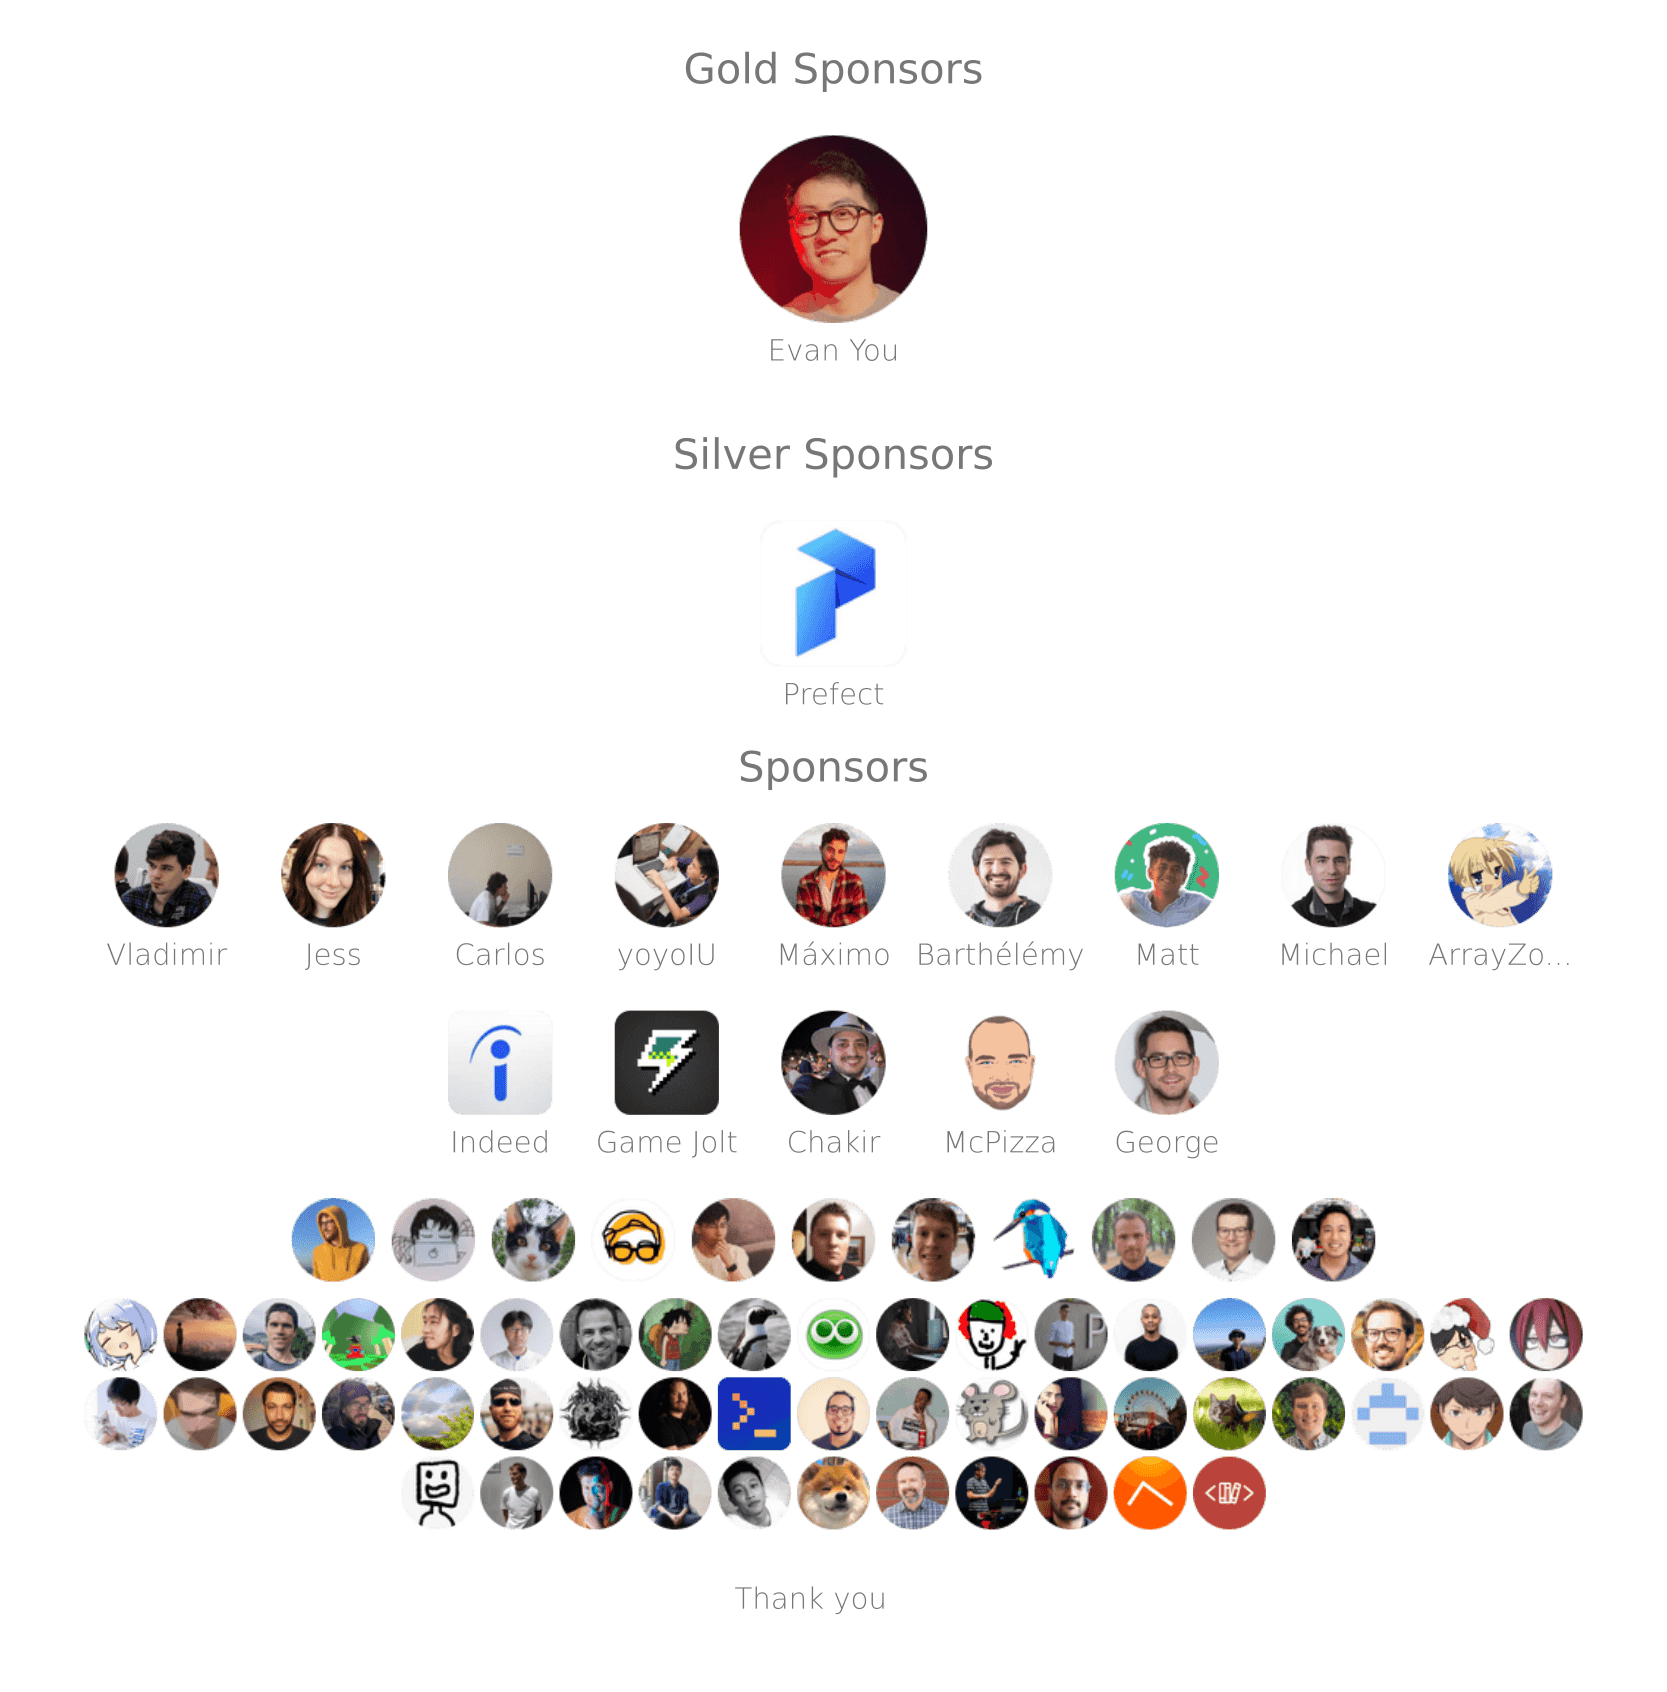 Gold Sponsors
Evan You
Silver Sponsors
Prefect
Sponsors
Vladimir Jess Carlos yoyoIU Máximo Barthélémy Matt Michael ArrayZo...
Indeed Game Jolt Chakir McPizza George
Thank you